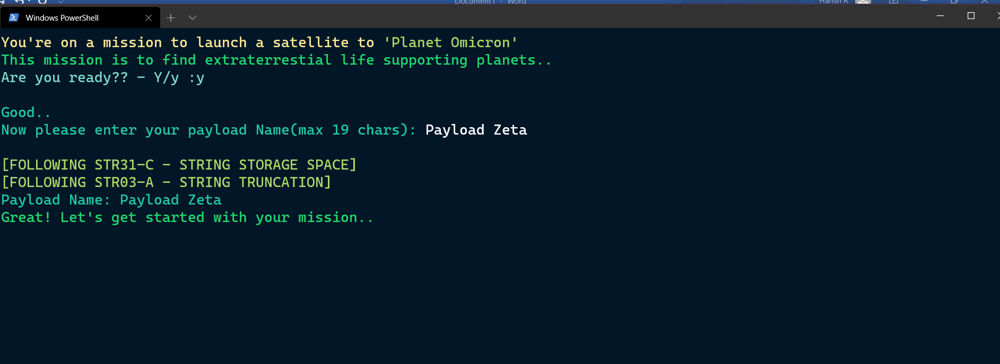 Document1 - Word
Harish R
Windows PowerShell
You're on a mission to launch a satellite to 'Planet Omicron'
This mission is to find extraterrestial life supporting planets..
Are you ready?? - Y/y :y
Good..
Now please enter your payload Name(max 19 chars): Payload Zeta
[FOLLOWING STR31-C - STRING STORAGE SPACE]
[FOLLOWING STR03-A - STRING TRUNCATION]
Payload Name: Payload Zeta
Great! Let's get started with your mission..